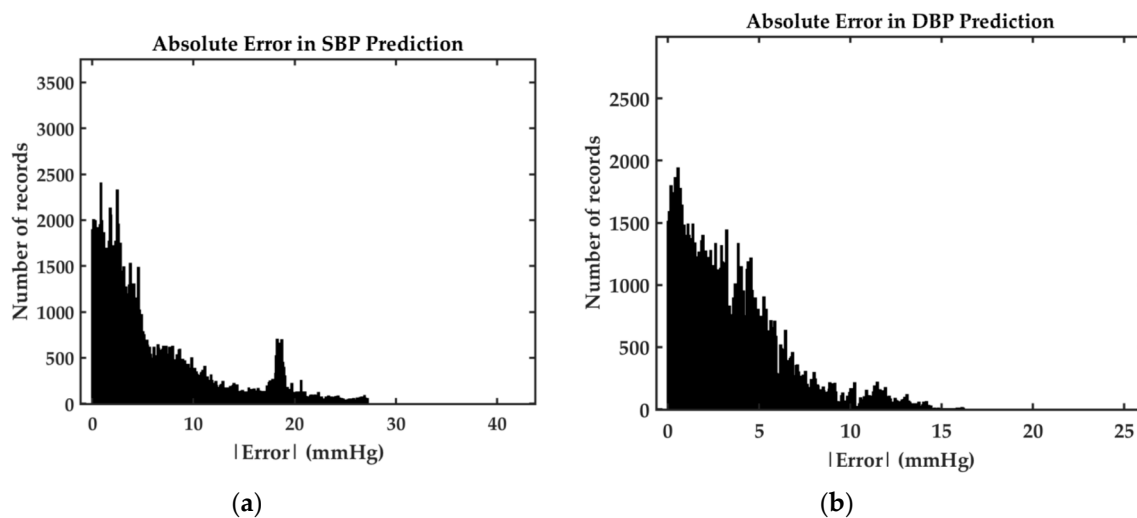 Absolute Error in SBP Prediction
Number of records
3500
3000
2500
2000
1500
1000
500
0
0 10 20 30 40
|Error| (mmHg)
(a)
Absolute Error in DBP Prediction
Number of records
2500
2000
1500
1000
500
0
0 5 10 15 20 25
|Error| (mmHg)
(b)